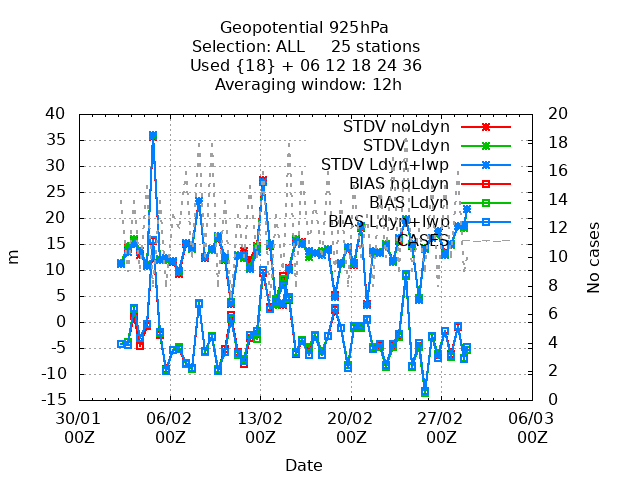 Geopotential 925hPa
Selection: ALL 25 stations
Used {18} + 06 12 18 24 36
Averaging window: 12h
40
35
30
25
20
15
10
5
0
-5
-10
-15
m
20
18
16
14
12
10
8
6
4
2
0
No cases
STDV noLdyn
STDV Ldyn
STDV Ldyn+Iwp
BIAS noLdyn
BIAS Ldyn
BIAS Ldyn+Iwp
CASES
30/01 06/02 13/02 20/02 27/02 06/03
00Z 00Z 00Z 00Z 00Z 00Z
Date